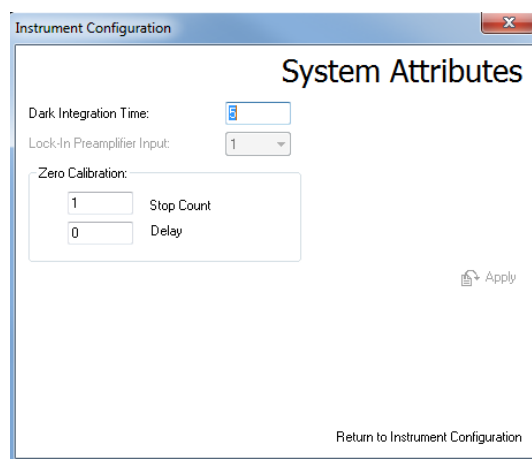 Instrument Configuration
System Attributes
Dark Integration Time: 5
Lock-In Preamplifier Input: 1
Zero Calibration:
1 Stop Count
0 Delay
Apply
Return to Instrument Configuration